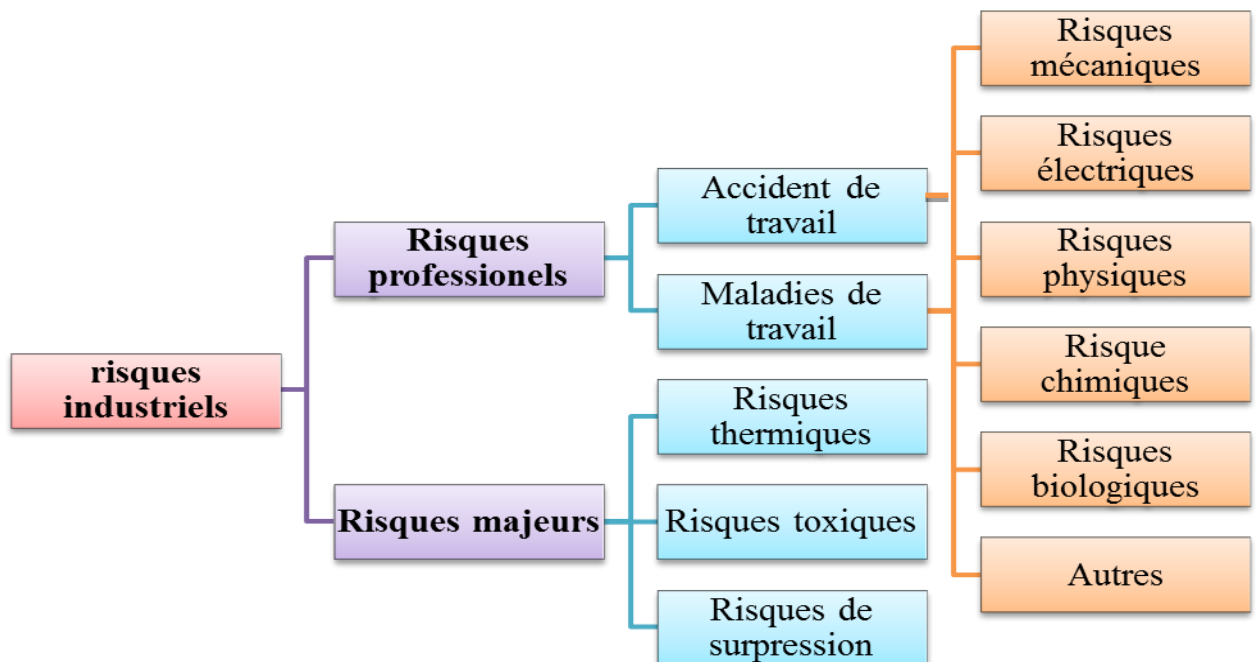 risques
industriels
Risques
professionels
Risques majeurs
Accident de
travail
Maladies de
travail
Risques
thermiques
Risques toxiques
Risques de
surpression
Risques
mécaniques
Risques
électriques
Risques
physiques
Risque
chimiques
Risques
biologiques
Autres